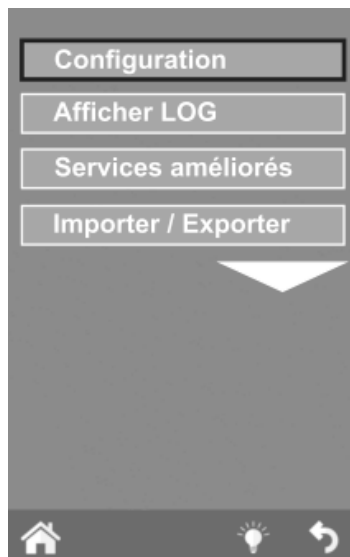 Configuration
Afficher LOG
Services améliorés
Importer / Exporter